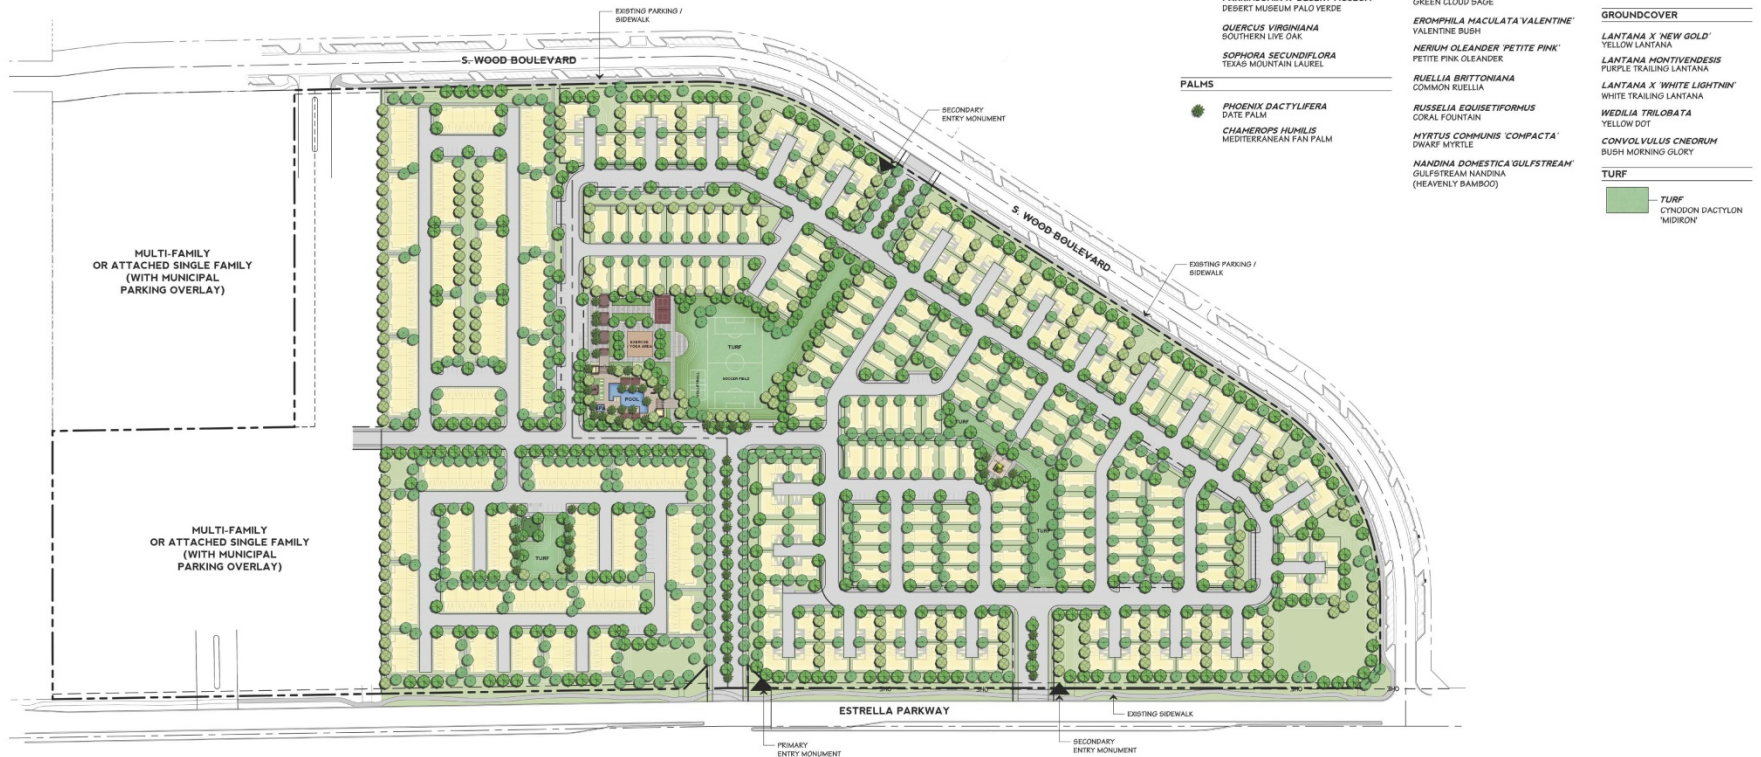 DESERT MUSEUM PALO VERDE
QUERCUS VIRGINIANA
SOUTHERN LIVE OAK
SOPHORA SECUNDIFLORA
TEXAS MOUNTAIN LAUREL
PALMS
PHOENIX DACTYLIFERA
DATE PALM
CHAMEROPS HUMILIS
MEDITERRANEAN FAN PALM
GREEN CLOUD SAGE
EROMPHILA MACULATA 'VALENTINE'
VALENTINE BUSH
NERIUM OLEANDER 'PETITE PINK'
PETITE PINK OLEANDER
RUELLIA BRITTONIANA
COMMON RUELLIA
RUSSELIA EQUISETIFORMUS
CORAL FOUNTAIN
MYRTUS COMMUNIS 'COMPACTA'
DWARF MYRTLE
NANDINA DOMESTICA 'GULFSTREAM'
GULFSTREAM NANDINA
(HEAVENLY BAMBOO)
GROUNDCOVER
LANTANA X 'NEW GOLD'
YELLOW LANTANA
LANTANA MONTIVENDESIS
PURPLE TRAILING LANTANA
LANTANA X 'WHITE LIGHTNIN'
WHITE TRAILING LANTANA
WEDILIA TRILOBATA
YELLOW DOT
CONVOLVULUS CNEORUM
BUSH MORNING GLORY
TURF
TURF
CYNODON DACTYLON
'MIDIRON'
EXISTING PARKING /
SIDEWALK
S. WOOD BOULEVARD
SECONDARY
ENTRY MONUMENT
S. WOOD BOULEVARD
EXISTING PARKING /
SIDEWALK
MULTI-FAMILY
OR ATTACHED SINGLE FAMILY
(WITH MUNICIPAL
PARKING OVERLAY)
TURF
SOCCER FIELD
POOL
SPA
TURF
MULTI-FAMILY
OR ATTACHED SINGLE FAMILY
(WITH MUNICIPAL
PARKING OVERLAY)
TURF
TURF
ESTRELLA PARKWAY
EXISTING SIDEWALK
PRIMARY
ENTRY MONUMENT
SECONDARY
ENTRY MONUMENT